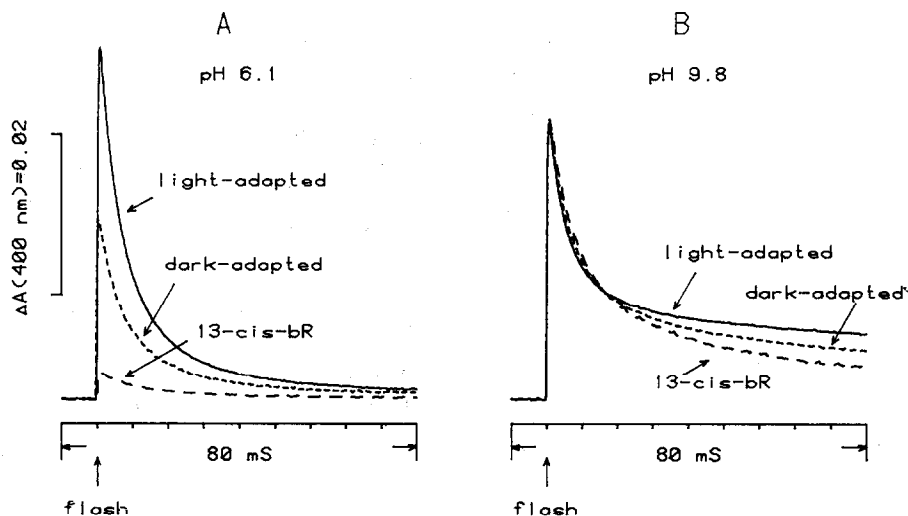 A
pH 6.1
ΔA(400 nm)=0.02
light-adapted
dark-adapted
13-cis-bR
80 mS
flash
B
pH 9.8
light-adapted
dark-adapted
13-cis-bR
80 mS
flash